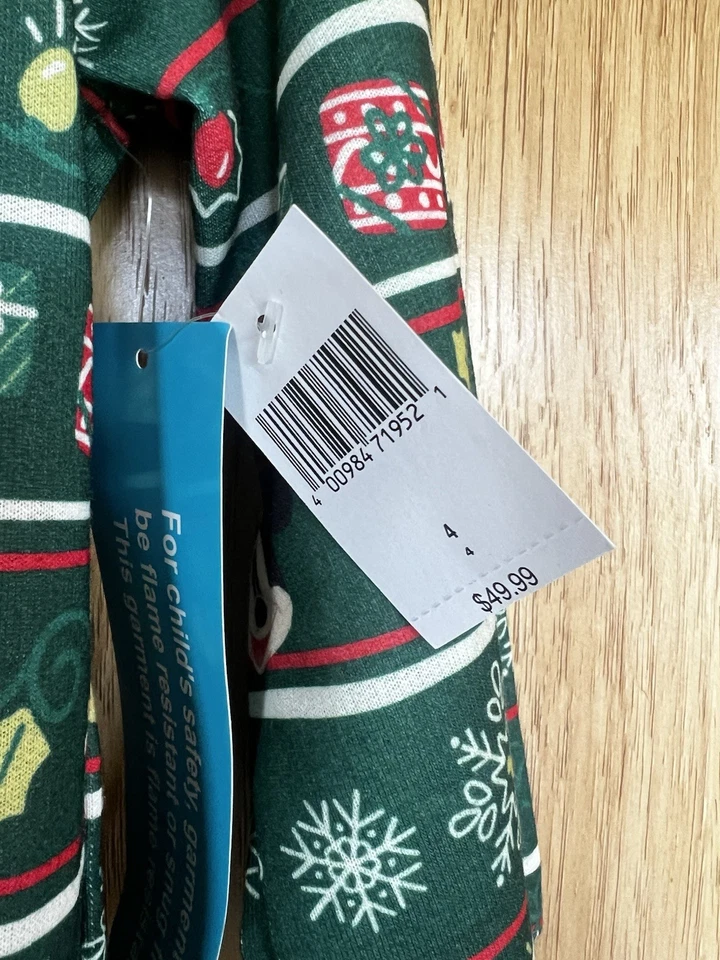 4 00984 71952 1
4
4
$49.99
For child's safety, garment
be flame resistant or snug
This garment is flame